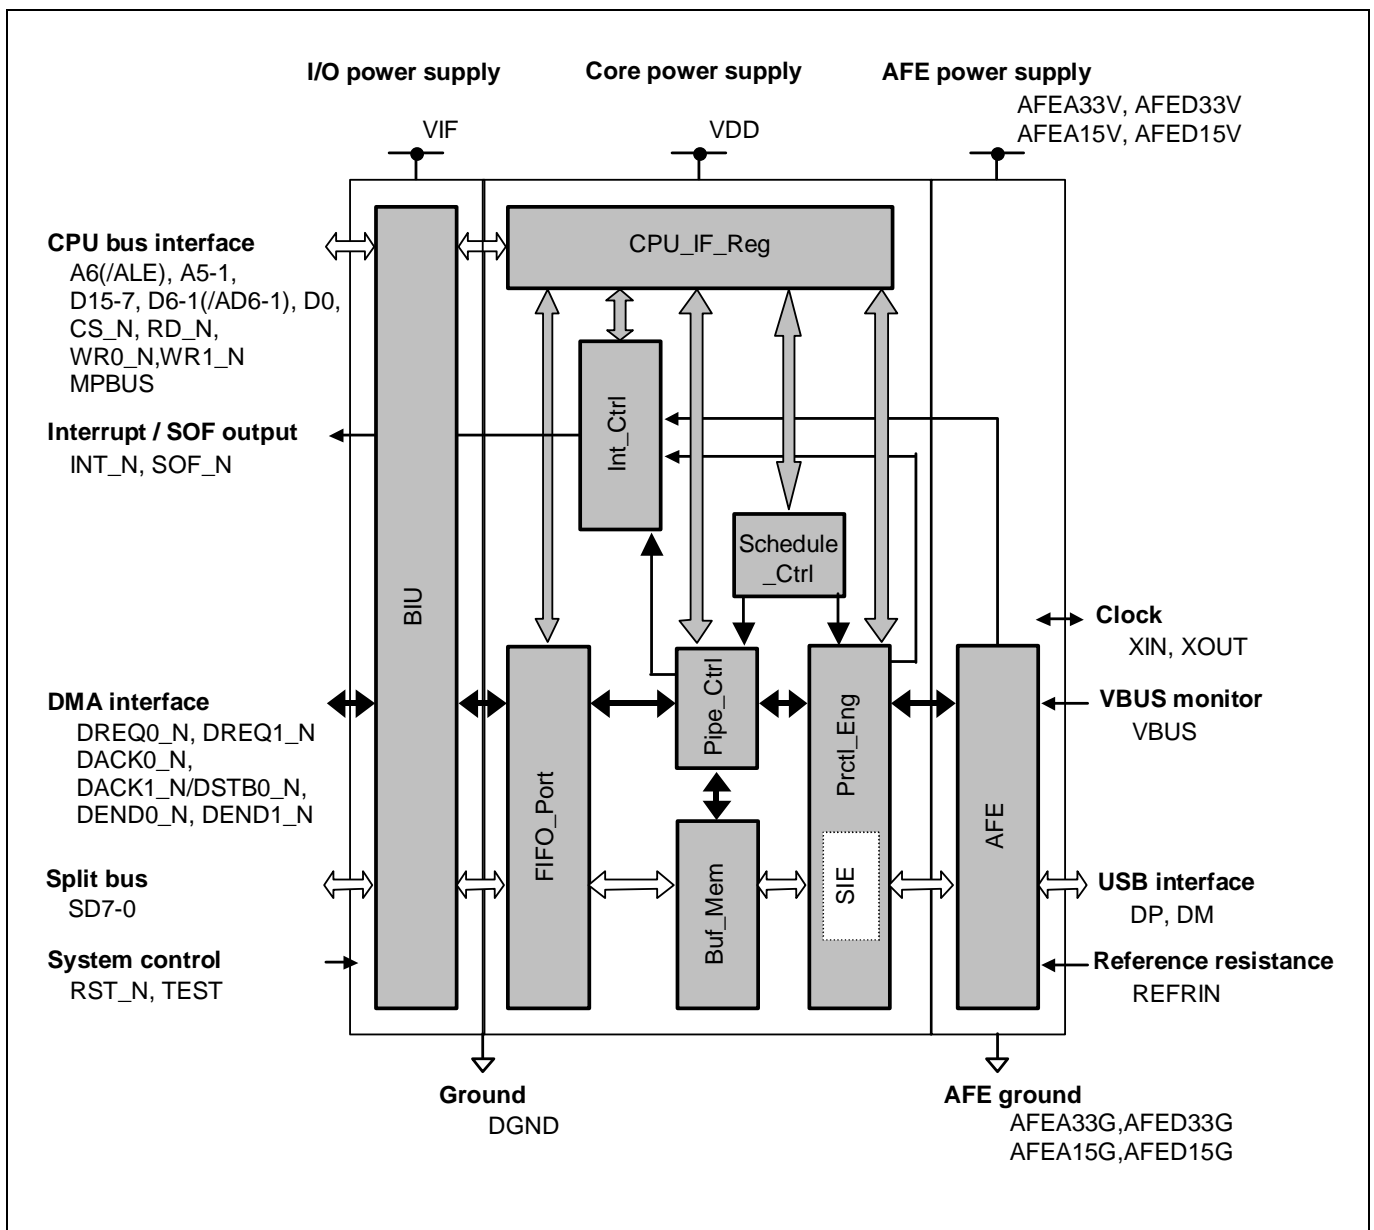 I/O power supply
VIF
Core power supply
VDD
AFE power supply
AFEA33V, AFED33V
AFEA15V, AFED15V
CPU bus interface
A6(/ALE), A5-1,
D15-7, D6-1(/AD6-1), D0,
CS_N, RD_N,
WR0_N,WR1_N
MPBUS
Interrupt / SOF output
INT_N, SOF_N
DMA interface
DREQ0_N, DREQ1_N
DACK0_N,
DACK1_N/DSTB0_N,
DEND0_N, DEND1_N
Split bus
SD7-0
System control
RST_N, TEST
BIU
CPU_IF_Reg
Int_Ctrl
Schedule
_Ctrl
FIFO_Port
Pipe_Ctrl
Buf_Mem
Prctl_Eng
SIE
AFE
Clock
XIN, XOUT
VBUS monitor
VBUS
USB interface
DP, DM
Reference resistance
REFRIN
Ground
DGND
AFE ground
AFEA33G,AFED33G
AFEA15G,AFED15G